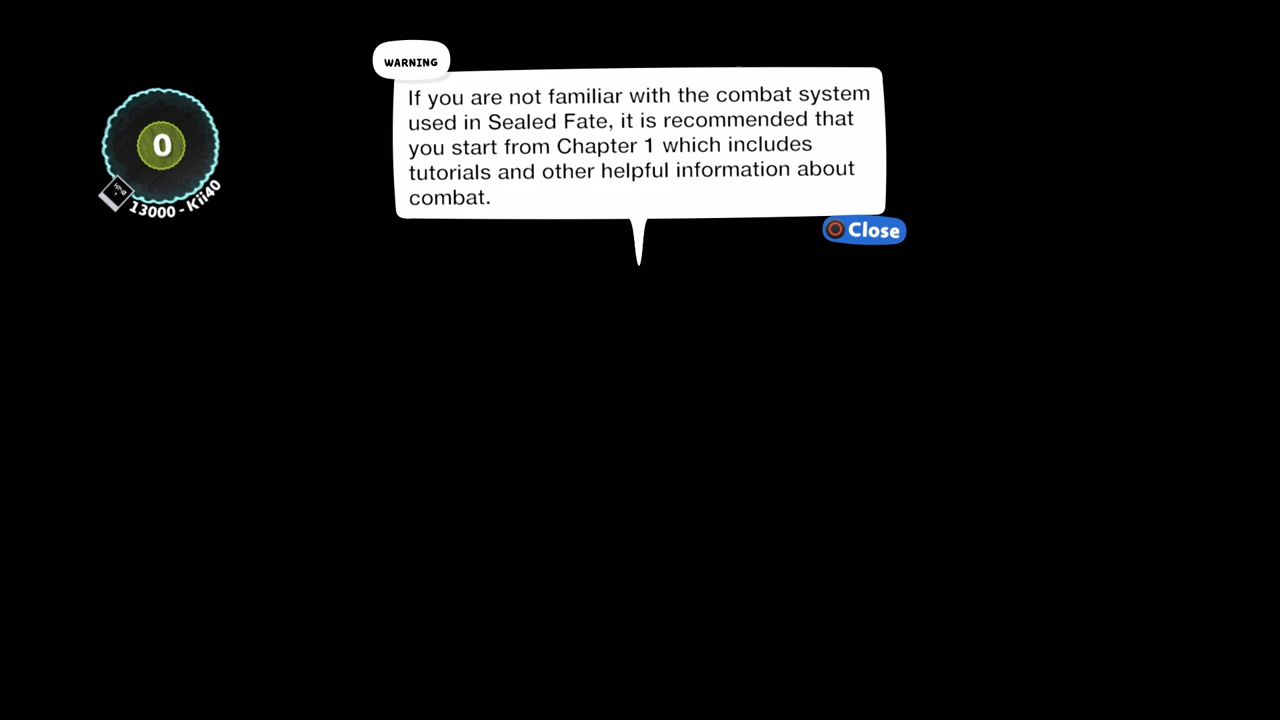 WARNING
If you are not familiar with the combat system
used in Sealed Fate, it is recommended that
you start from Chapter 1 which includes
tutorials and other helpful information about
combat.
Close
0
13000 - Kii40